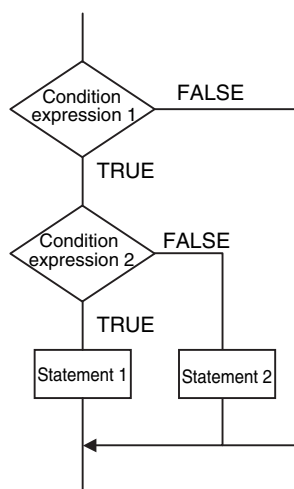 Condition
expression 1
FALSE
TRUE
Condition
expression 2
FALSE
TRUE
Statement 1
Statement 2